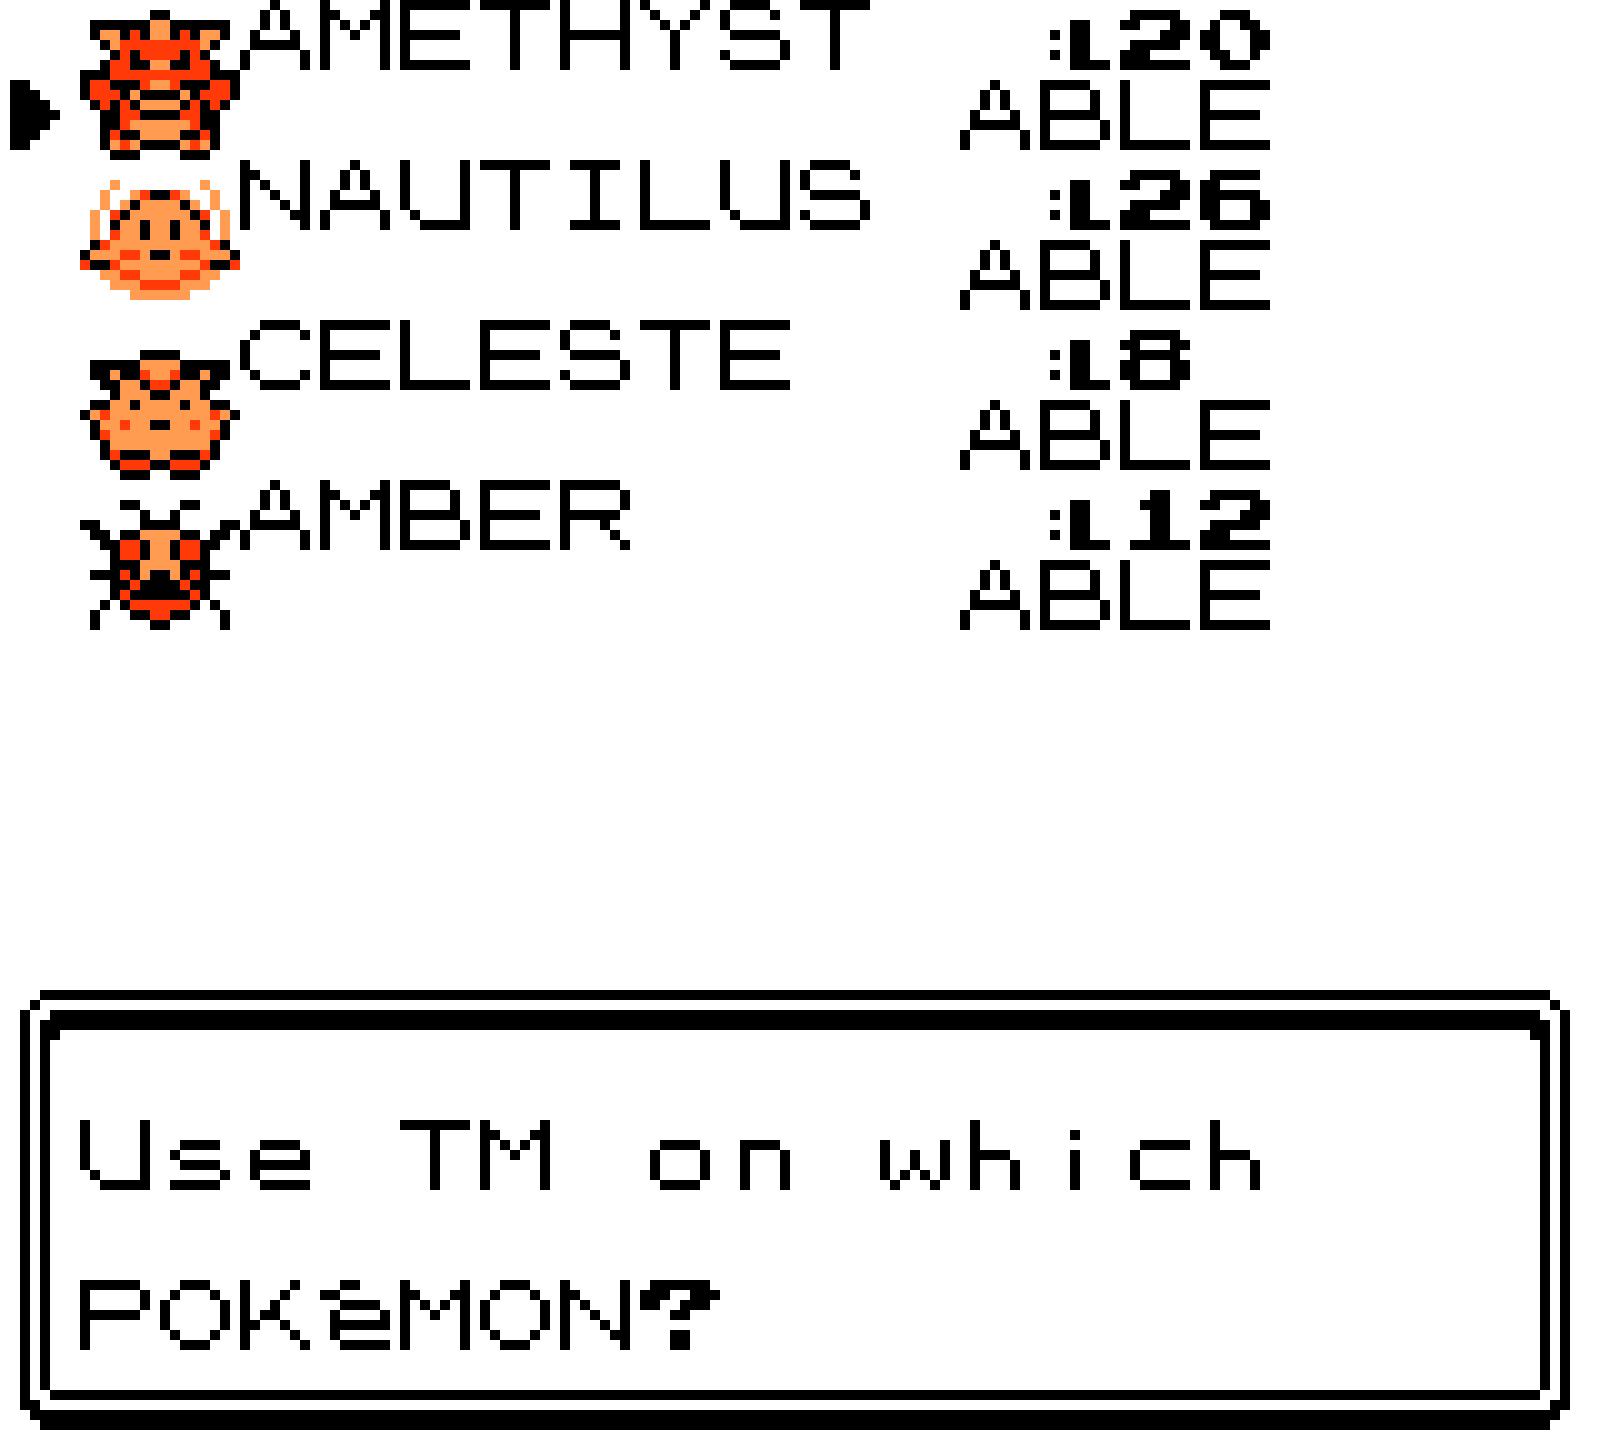 AMETHYST :L20
ABLE
NAUTILUS :L26
ABLE
CELESTE :L8
ABLE
AMBER :L12
ABLE
Use TM on which
POKéMON?